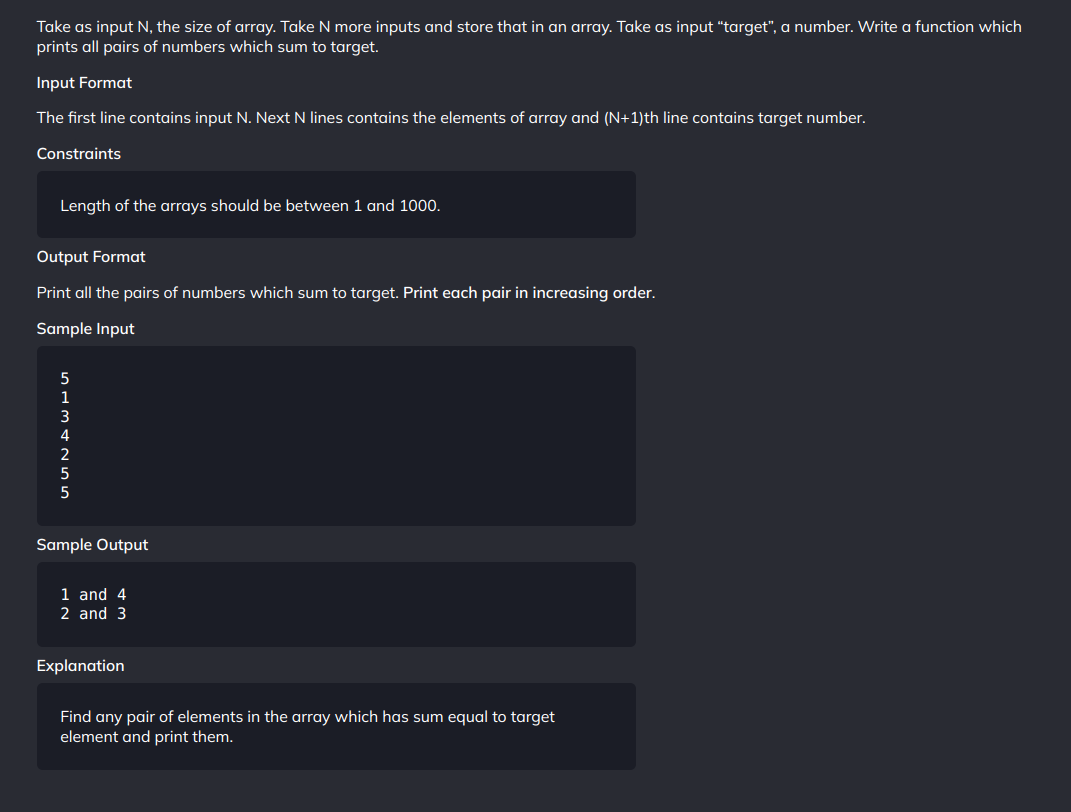 Take as input N, the size of array. Take N more inputs and store that in an array. Take as input “target”, a number. Write a function which
prints all pairs of numbers which sum to target.
Input Format
The first line contains input N. Next N lines contains the elements of array and (N+1)th line contains target number.
Constraints
Length of the arrays should be between 1 and 1000.
Output Format
Print all the pairs of numbers which sum to target. Print each pair in increasing order.
Sample Input
5
1
3
4
2
5
5
Sample Output
1 and 4
2 and 3
Explanation
Find any pair of elements in the array which has sum equal to target
element and print them.